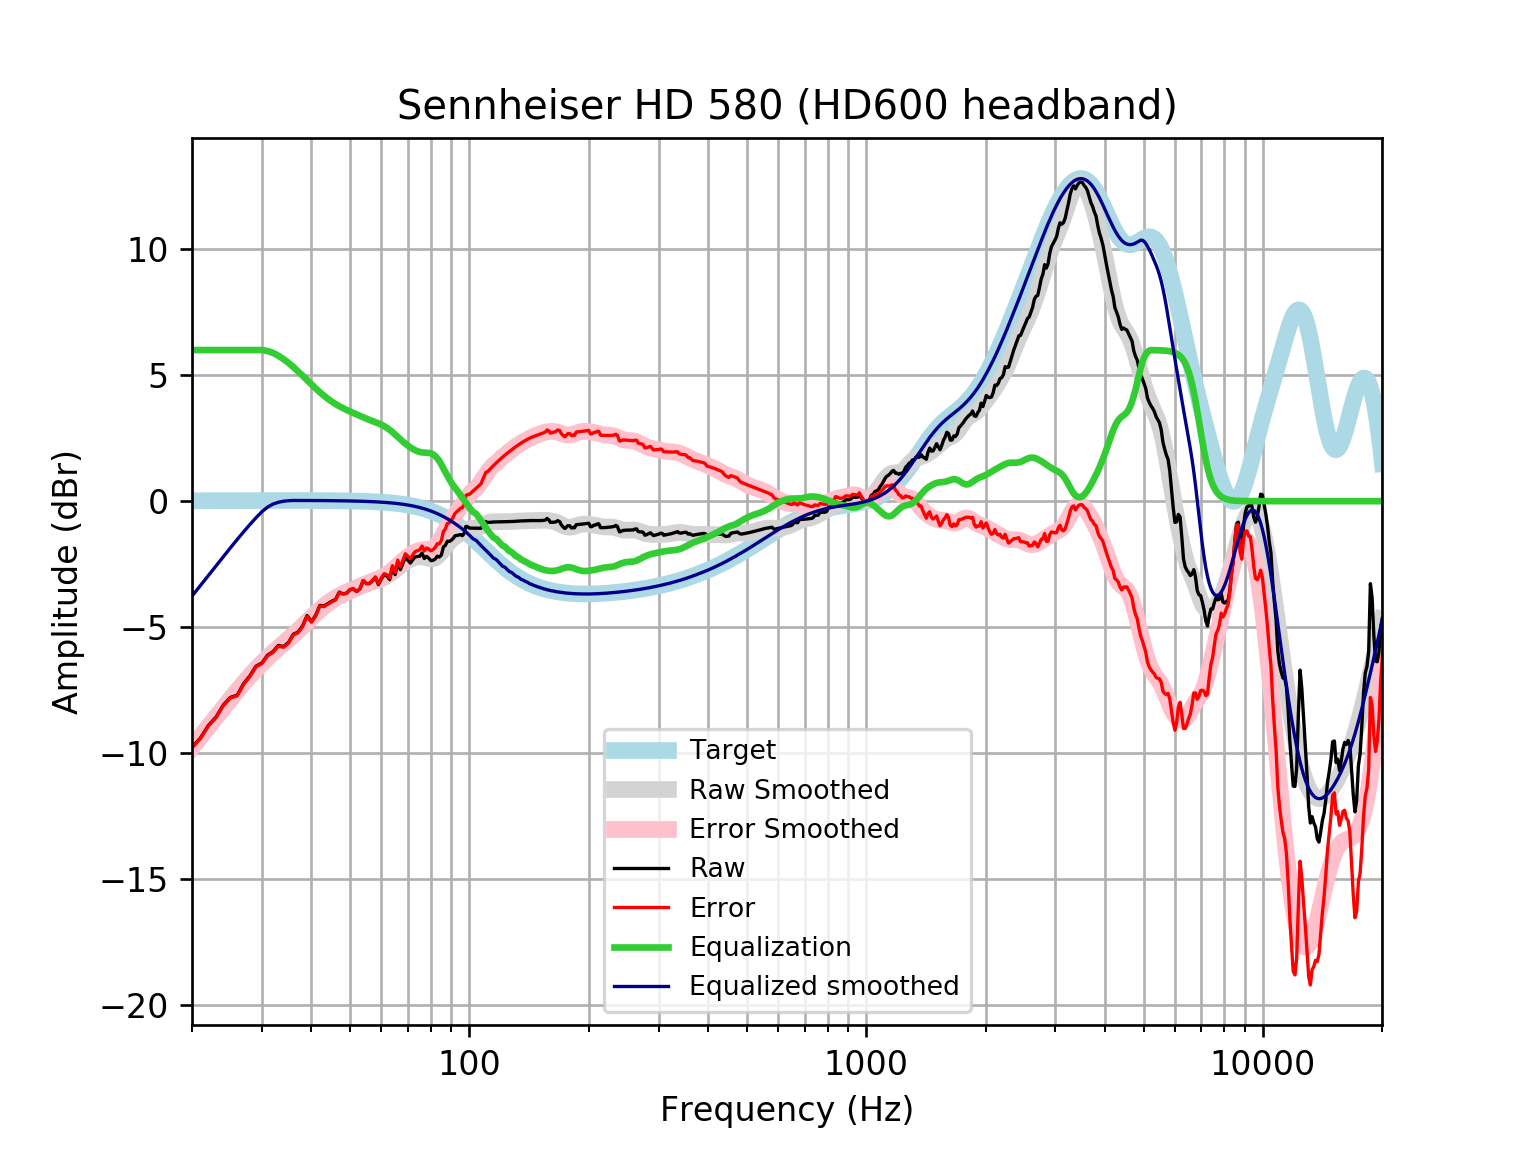 Sennheiser HD 580 (HD600 headband)
Amplitude (dBr)
10
5
0
−5
−10
−15
−20
Target
Raw Smoothed
Error Smoothed
Raw
Error
Equalization
Equalized smoothed
100
1000
10000
Frequency (Hz)